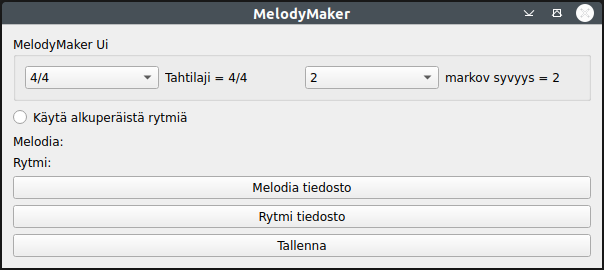 MelodyMaker
MelodyMaker Ui
4/4 Tahtilaji = 4/4 2 markov syvyys = 2
Käytä alkuperäistä rytmiä
Melodia:
Rytmi:
Melodia tiedosto
Rytmi tiedosto
Tallenna